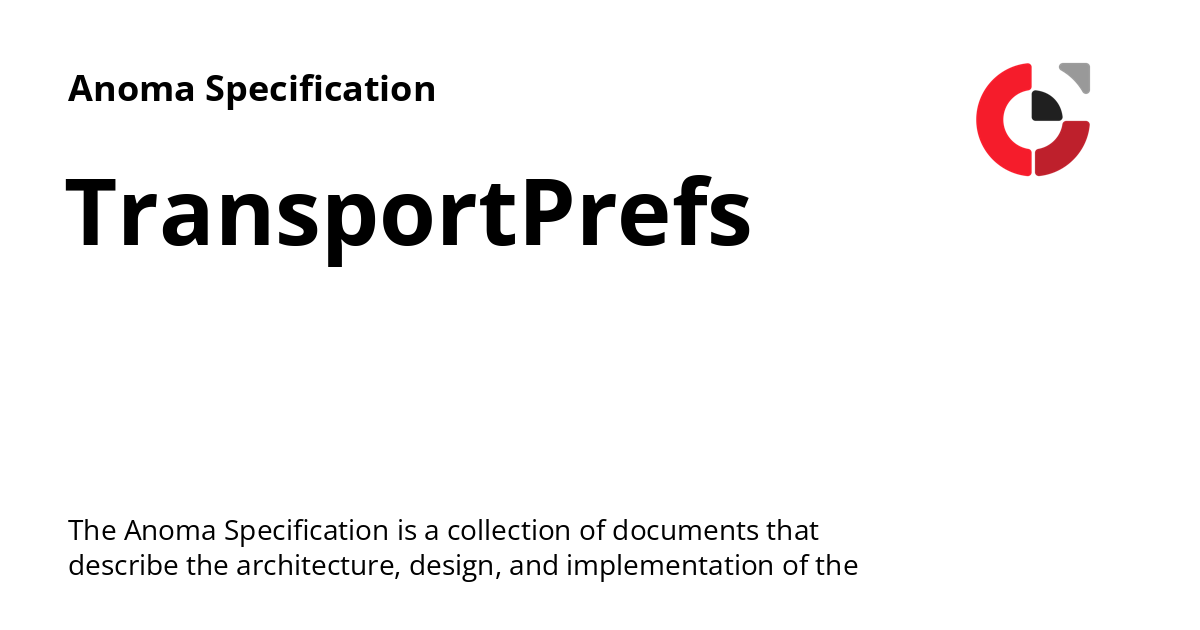 Anoma Specification
TransportPrefs
The Anoma Specification is a collection of documents that
describe the architecture, design, and implementation of the